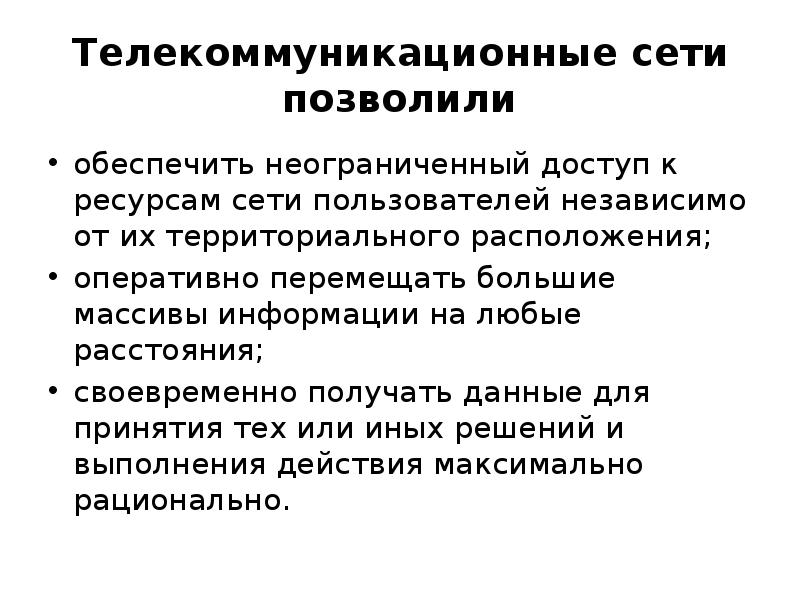 Телекоммуникационные сети
позволили
• обеспечить неограниченный доступ к
ресурсам сети пользователей независимо
от их территориального расположения;
• оперативно перемещать большие
массивы информации на любые
расстояния;
• своевременно получать данные для
принятия тех или иных решений и
выполнения действия максимально
рационально.